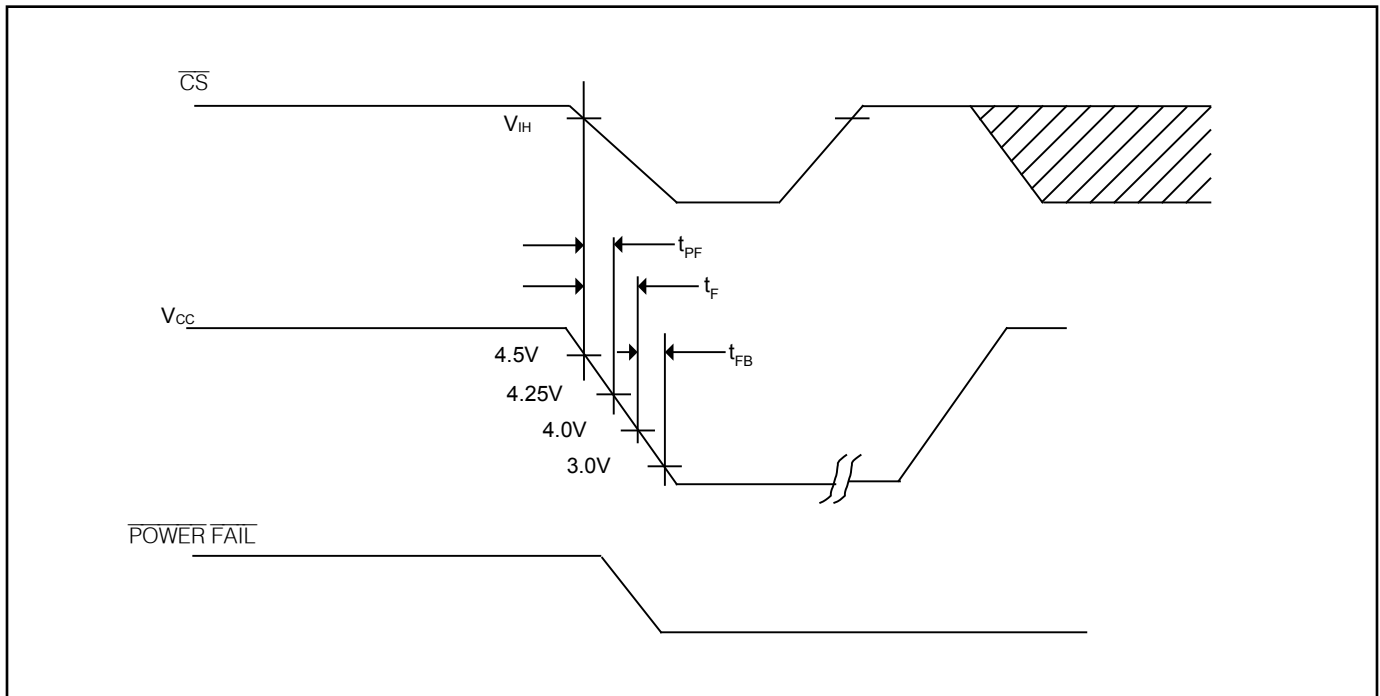 CS
VIH
tPF
tF
VCC
tFB
4.5V
4.25V
4.0V
3.0V
POWER FAIL